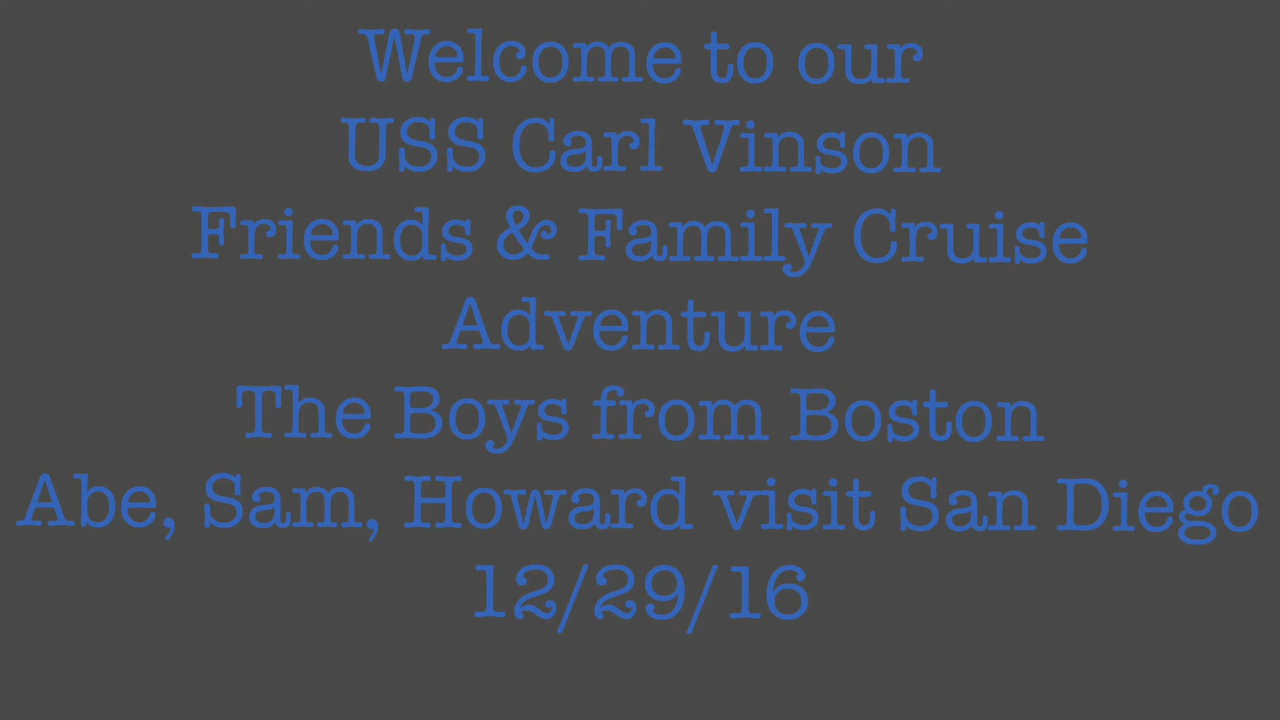 Welcome to our
USS Carl Vinson
Friends & Family Cruise
Adventure
The Boys from Boston
Abe, Sam, Howard visit San Diego
12/29/16